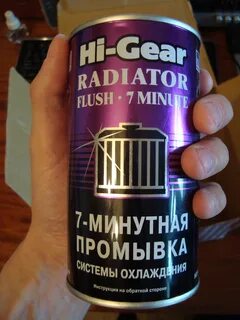 Hi-Gear
RADIATOR
FLUSH · 7 MINUTE
7-МИНУТНАЯ
ПРОМЫВКА
СИСТЕМЫ ОХЛАЖДЕНИЯ
Инструкция на обратной стороне